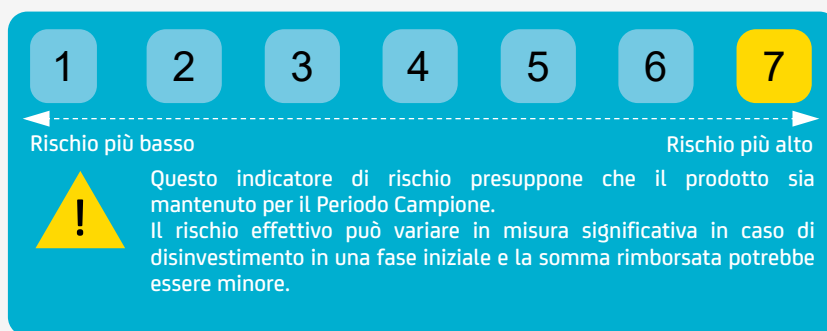 1 2 3 4 5 6 7
Rischio più basso Rischio più alto
!
Questo indicatore di rischio presuppone che il prodotto sia
mantenuto per il Periodo Campione.
Il rischio effettivo può variare in misura significativa in caso di
disinvestimento in una fase iniziale e la somma rimborsata potrebbe
essere minore.